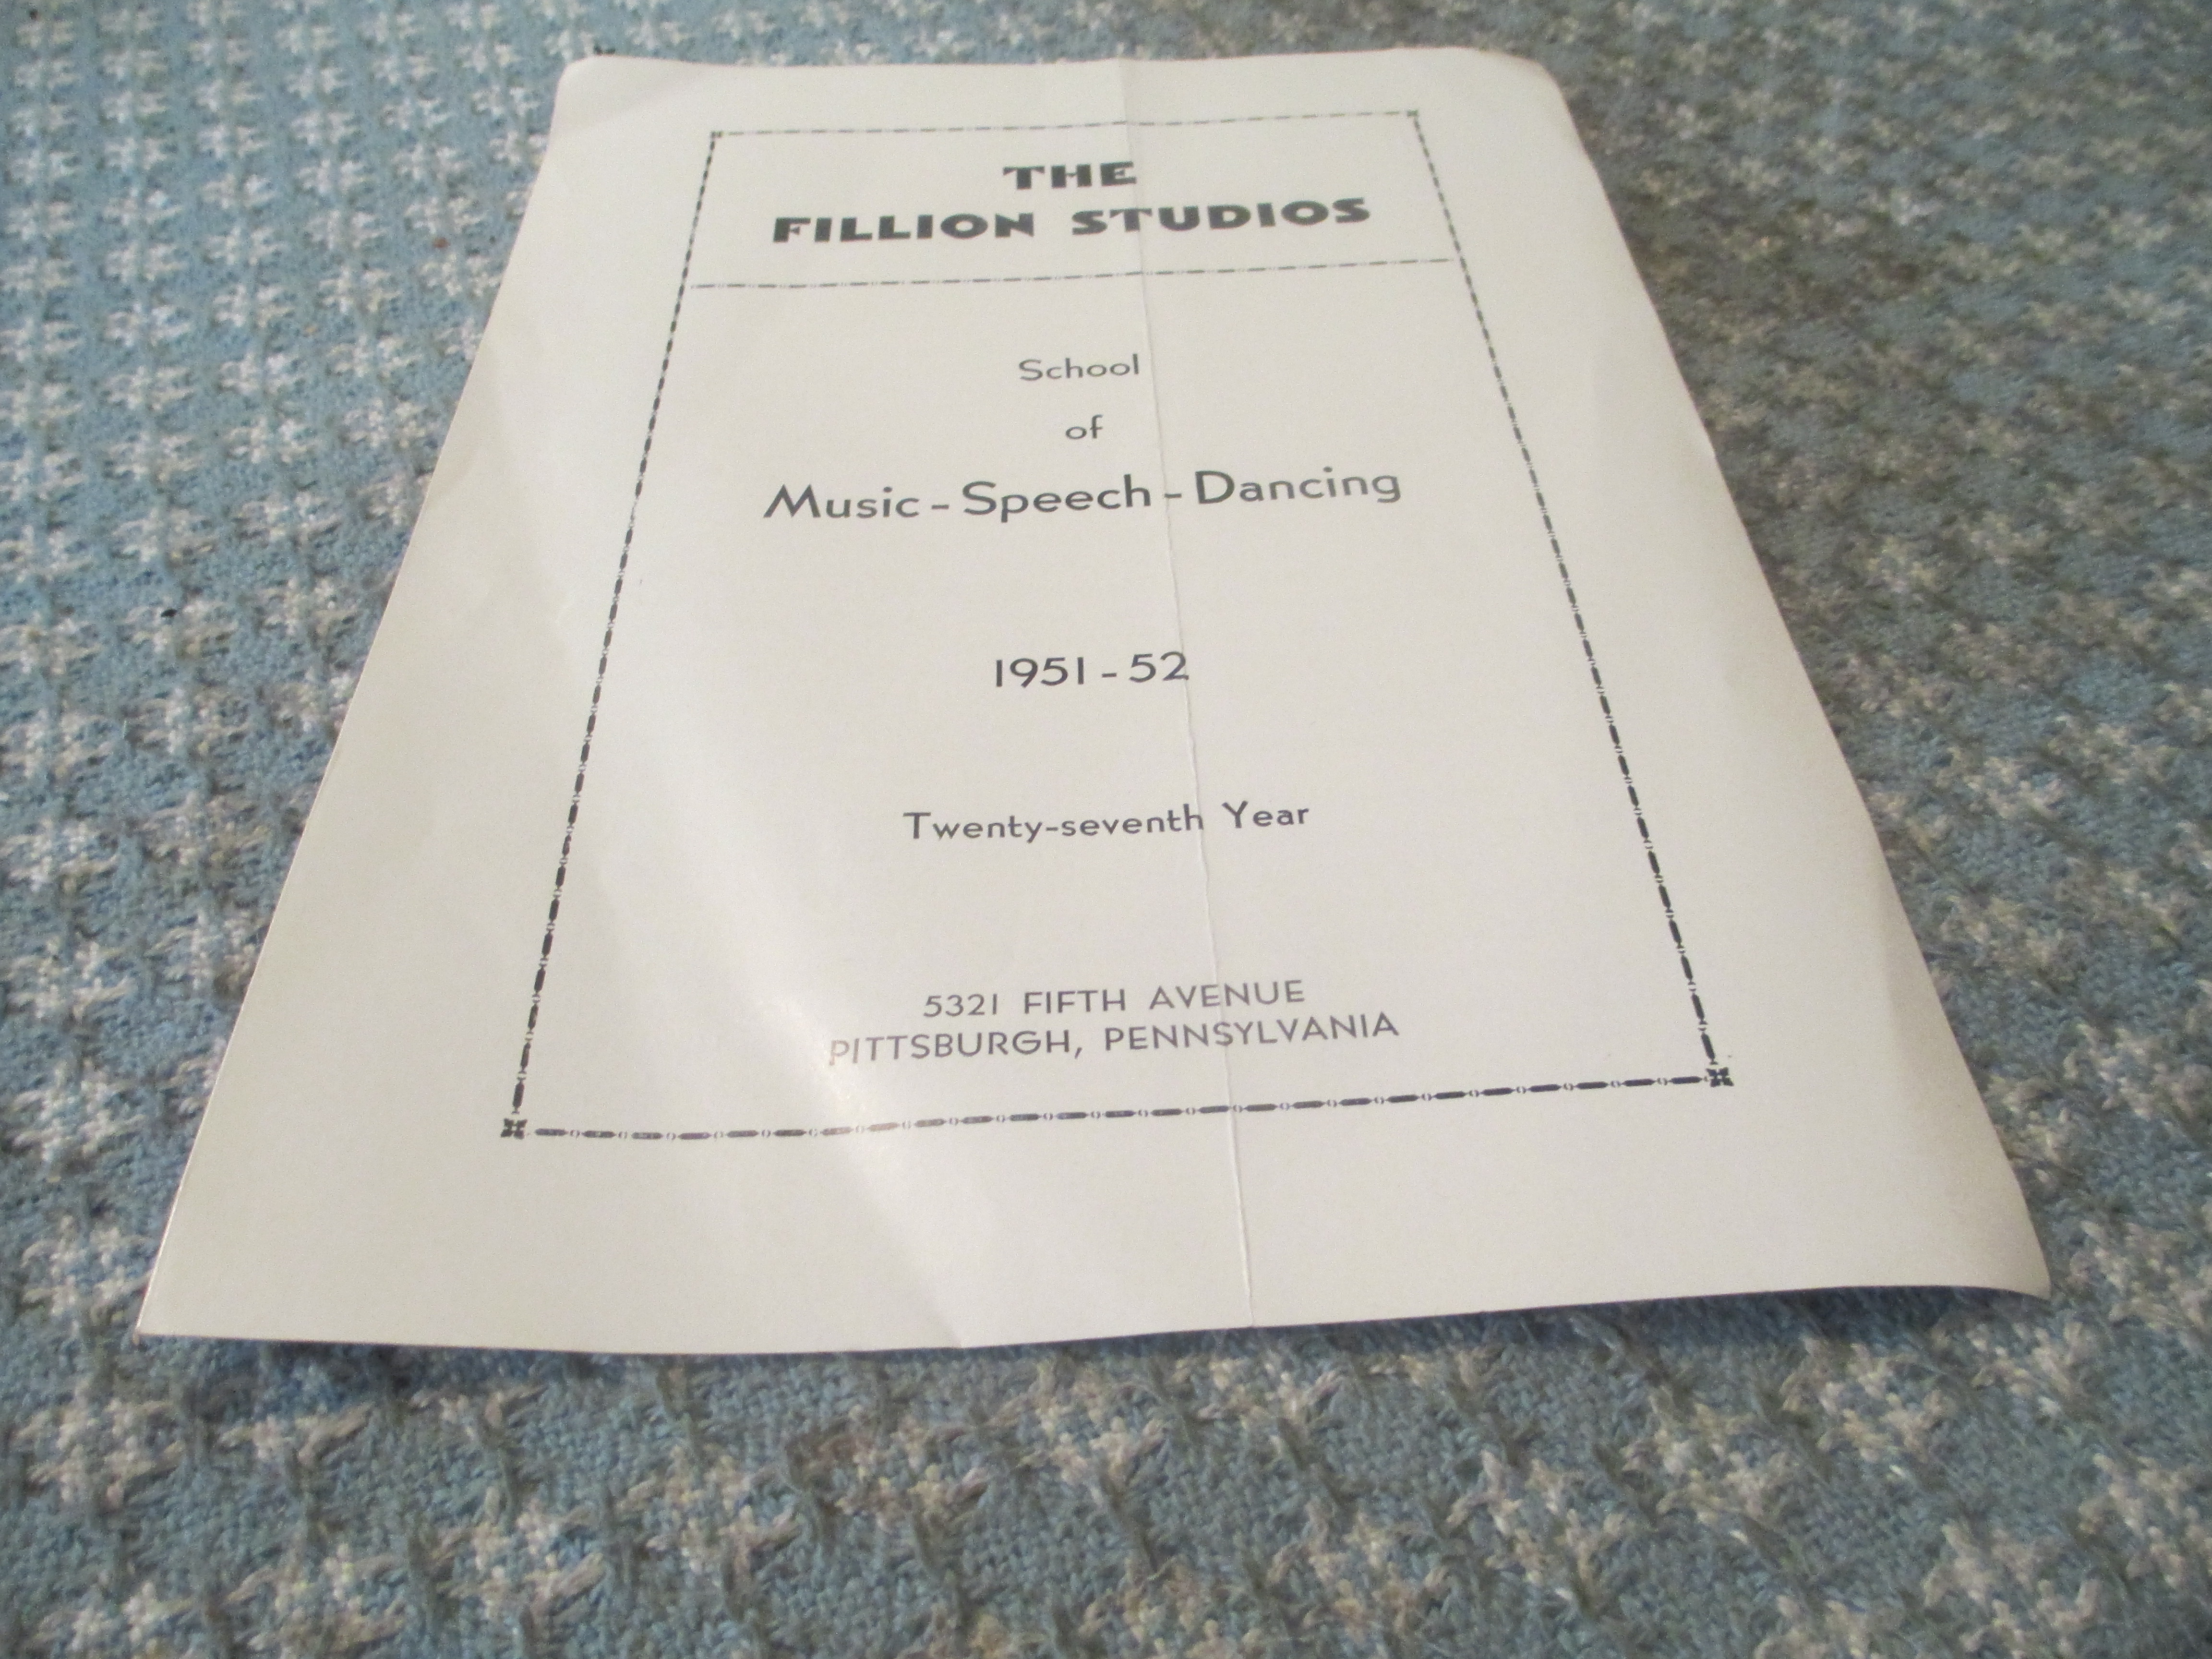 THE
FILLION STUDIOS
School
of
Music - Speech - Dancing
1951 - 52
Twenty-seventh Year
5321 FIFTH AVENUE
PITTSBURGH, PENNSYLVANIA